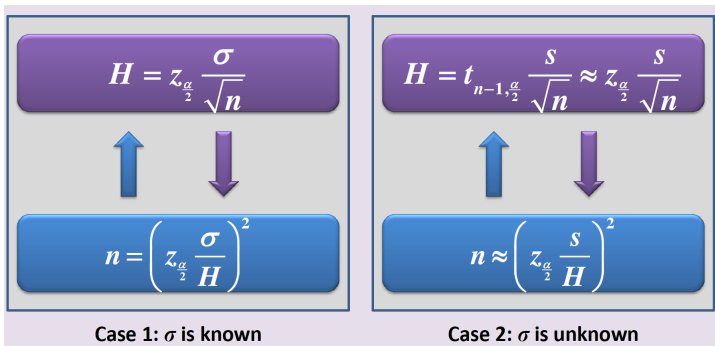 H = z_{α/2} σ/√n
n = (z_{α/2} σ/H)^2
Case 1: σ is known
H = t_{n-1, α/2} s/√n ≈ z_{α/2} s/√n
n ≈ (z_{α/2} s/H)^2
Case 2: σ is unknown